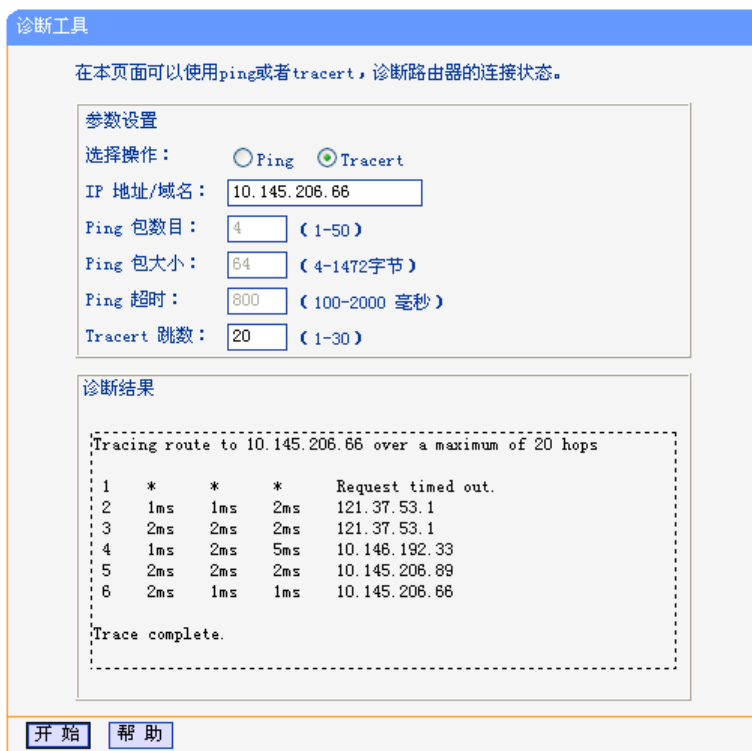 诊断工具
在本页面可以使用ping或者tracert，诊断路由器的连接状态。
参数设置
选择操作： Ping Tracert
IP 地址/域名： 10.145.206.66
Ping 包数目： 4 （1-50）
Ping 包大小： 64 （4-1472字节）
Ping 超时： 800 （100-2000 毫秒）
Tracert 跳数： 20 （1-30）
诊断结果
Tracing route to 10.145.206.66 over a maximum of 20 hops
1 * * * Request timed out.
2 1ms 1ms 2ms 121.37.53.1
3 2ms 2ms 2ms 121.37.53.1
4 1ms 2ms 5ms 10.146.192.33
5 2ms 2ms 2ms 10.145.206.89
6 2ms 1ms 1ms 10.145.206.66
Trace complete.
开 始 帮 助